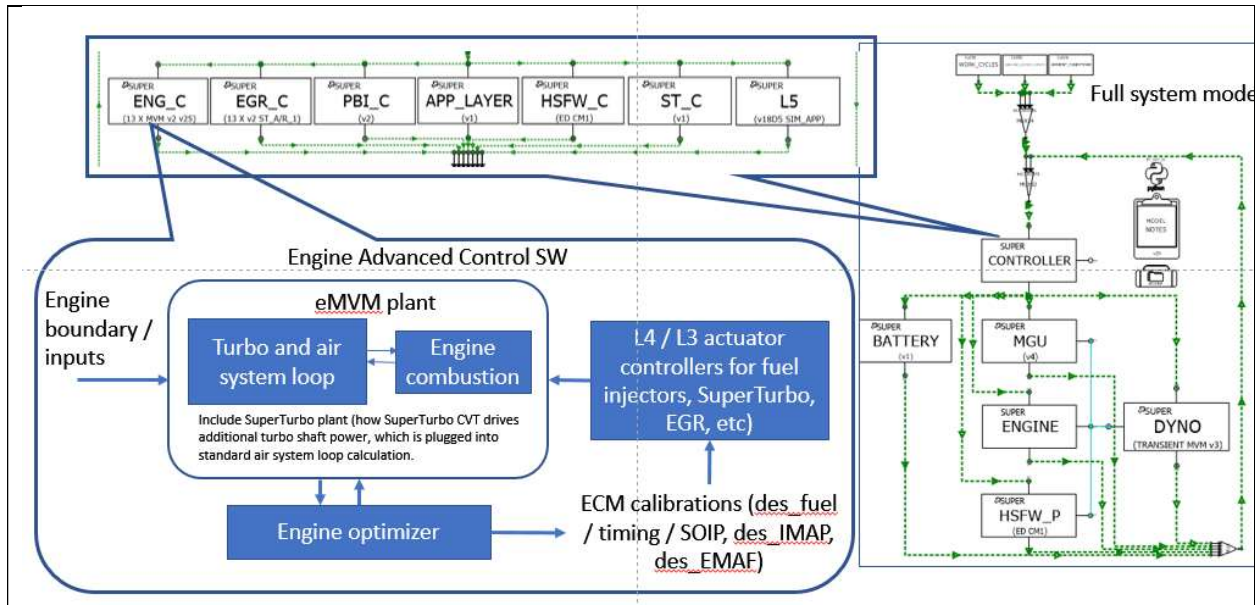 SUPER
ENG_C
(13 X MVM v2 v25)
SUPER
EGR_C
(13 X v2 ST_A/R_1)
SUPER
PBI_C
(v2)
SUPER
APP_LAYER
(v1)
SUPER
HSFW_C
(ED CM1)
SUPER
ST_C
(v1)
SUPER
L5
(v18D5 SIM_APP)
Full system mode
WORK_CYCLES
python
MODEL
NOTES
SUPER
CONTROLLER
SUPER
BATTERY
(v1)
SUPER
MGU
(v4)
SUPER
ENGINE
SUPER
DYNO
(TRANSIENT MVM v3)
SUPER
HSFW_P
(ED CM1)
Engine Advanced Control SW
Engine
boundary /
inputs
eMVM plant
Turbo and air
system loop
Engine
combustion
Include SuperTurbo plant (how SuperTurbo CVT drives
additional turbo shaft power, which is plugged into
standard air system loop calculation.
L4 / L3 actuator
controllers for fuel
injectors, SuperTurbo,
EGR, etc)
Engine optimizer
ECM calibrations (des_fuel
/ timing / SOIP, des_IMAP,
des_EMAF)